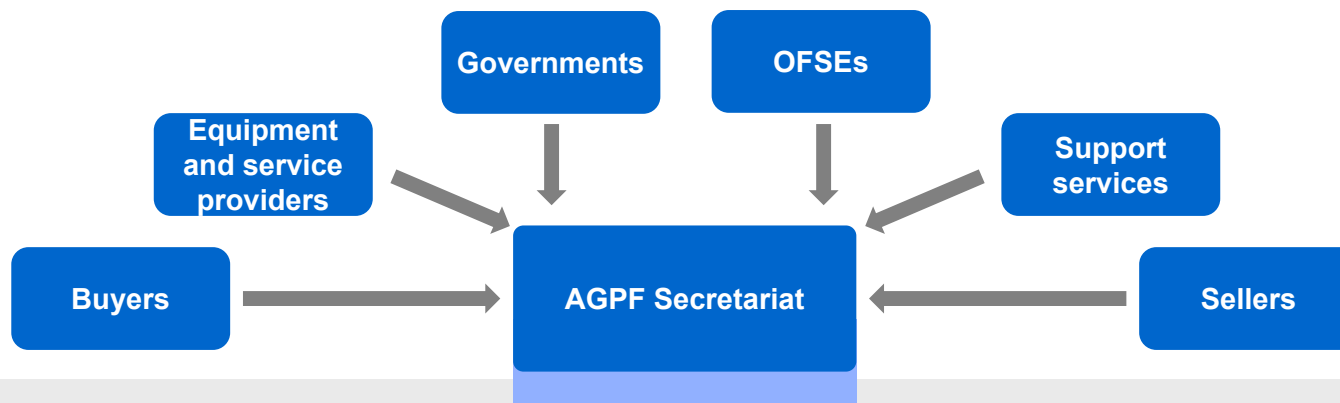 Governments
OFSEs
Equipment
and service
providers
Support
services
Buyers
AGPF Secretariat
Sellers